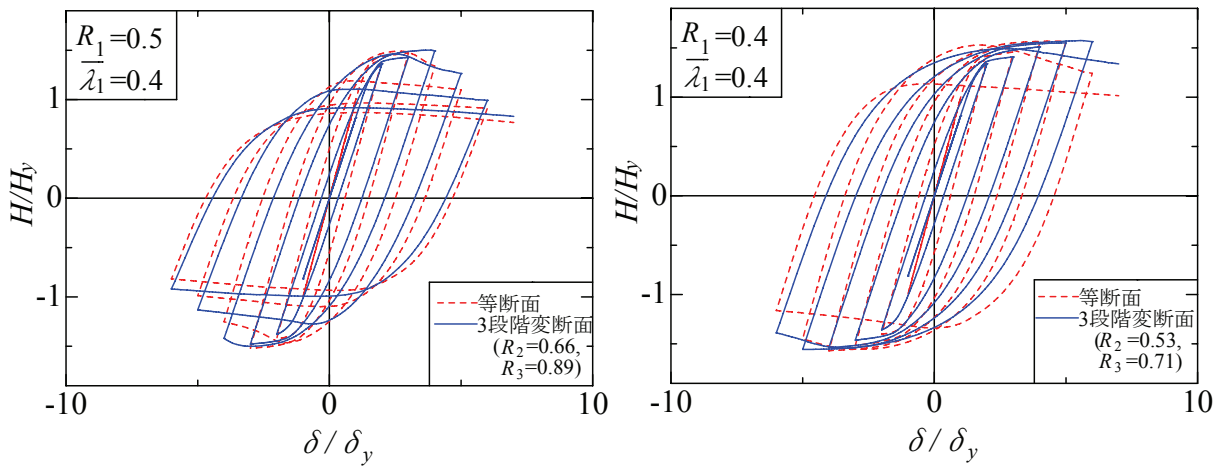 R1=0.5
λ1=0.4
1
0
-1
H/Hy
等断面
3段階変断面
(R2=0.66,
R3=0.89)
-10
0
10
δ / δy
R1=0.4
λ1=0.4
1
0
-1
H/Hy
等断面
3段階変断面
(R2=0.53,
R3=0.71)
-10
0
10
δ / δy